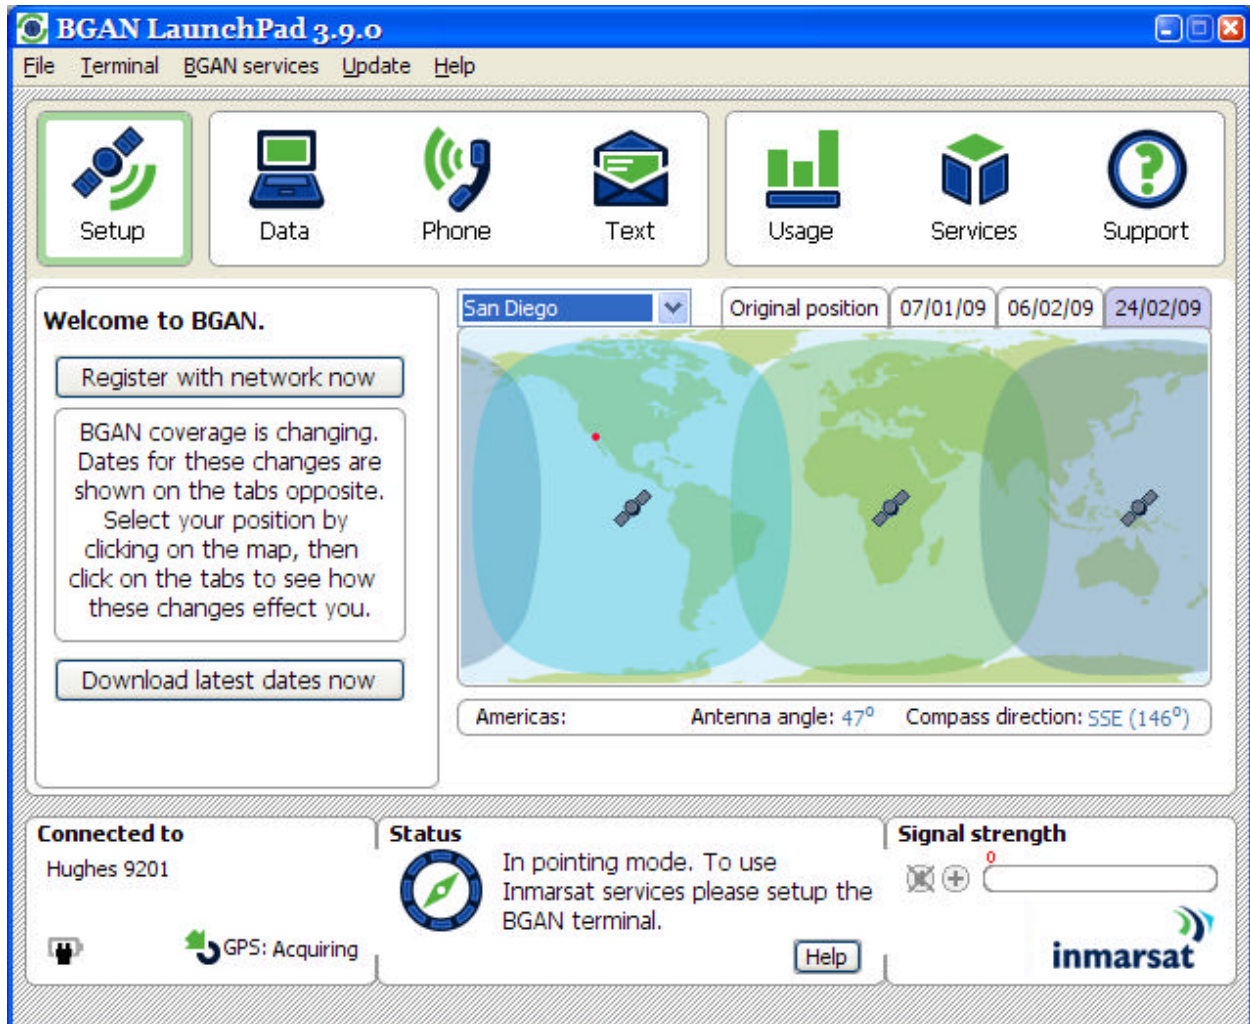 BGAN LaunchPad 3.9.0
File Terminal BGAN services Update Help
Setup Data Phone Text Usage Services Support
Welcome to BGAN.
Register with network now
BGAN coverage is changing.
Dates for these changes are
shown on the tabs opposite.
Select your position by
clicking on the map, then
click on the tabs to see how
these changes effect you.
Download latest dates now
San Diego
Original position 07/01/09 06/02/09 24/02/09
Americas: Antenna angle: 47° Compass direction: SSE (146°)
Connected to
Hughes 9201
GPS: Acquiring
Status
In pointing mode. To use
Inmarsat services please setup the
BGAN terminal.
Help
Signal strength
0
inmarsat